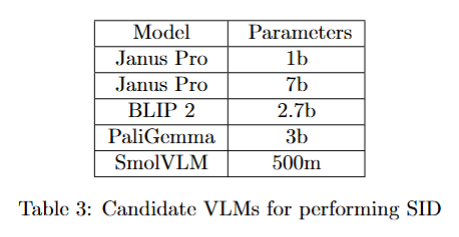 Model Parameters
Janus Pro 1b
Janus Pro 7b
BLIP 2 2.7b
PaliGemma 3b
SmolVLM 500m
Table 3: Candidate VLMs for performing SID